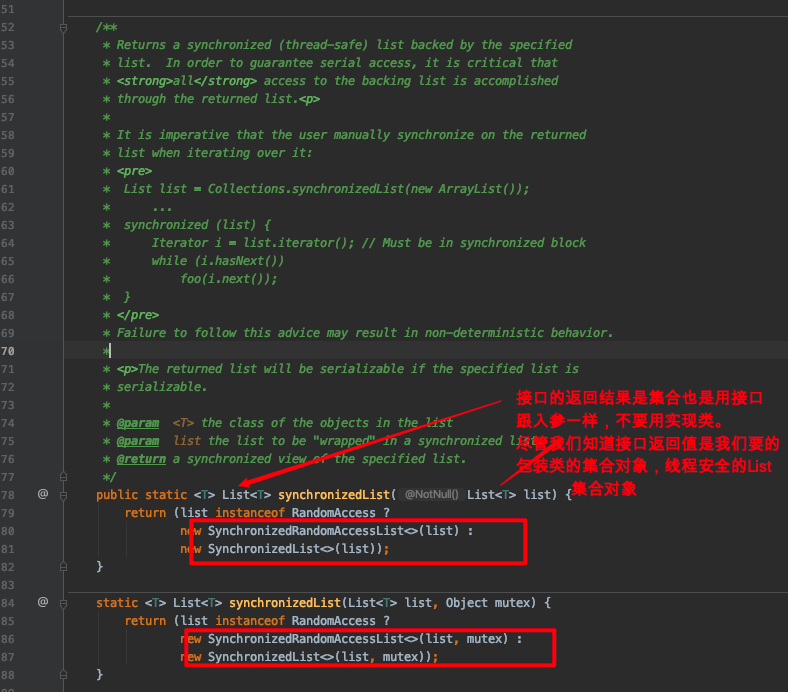 51
52 /**
53 * Returns a synchronized (thread-safe) list backed by the specified
54 * list.  In order to guarantee serial access, it is critical that
55 * <strong>all</strong> access to the backing list is accomplished
56 * through the returned list.<p>
57 *
58 * It is imperative that the user manually synchronize on the returned
59 * list when iterating over it:
60 * <pre>
61 *  List list = Collections.synchronizedList(new ArrayList());
62 *      ...
63 *  synchronized (list) {
64 *      Iterator i = list.iterator(); // Must be in synchronized block
65 *      while (i.hasNext())
66 *          foo(i.next());
67 *  }
68 * </pre>
69 * Failure to follow this advice may result in non-deterministic behavior.
70 *
71 * <p>The returned list will be serializable if the specified list is
72 * serializable.
73 *
74 * @param  <T> the class of the objects in the list
75 * @param  list the list to be "wrapped" in a synchronized list.
76 * @return a synchronized view of the specified list.
77 */
接口的返回结果是集合也是用接口
跟入参一样，不要用实现类。
尽管我们知道接口返回值是我们要的
包装类的集合对象，线程安全的List
集合对象
78 @ public static <T> List<T> synchronizedList( @NotNull() List<T> list) {
79 return (list instanceof RandomAccess ?
80 new SynchronizedRandomAccessList<>(list) :
81 new SynchronizedList<>(list));
82 }
83
84 @ static <T> List<T> synchronizedList(List<T> list, Object mutex) {
85 return (list instanceof RandomAccess ?
86 new SynchronizedRandomAccessList<>(list, mutex) :
87 new SynchronizedList<>(list, mutex));
88 }